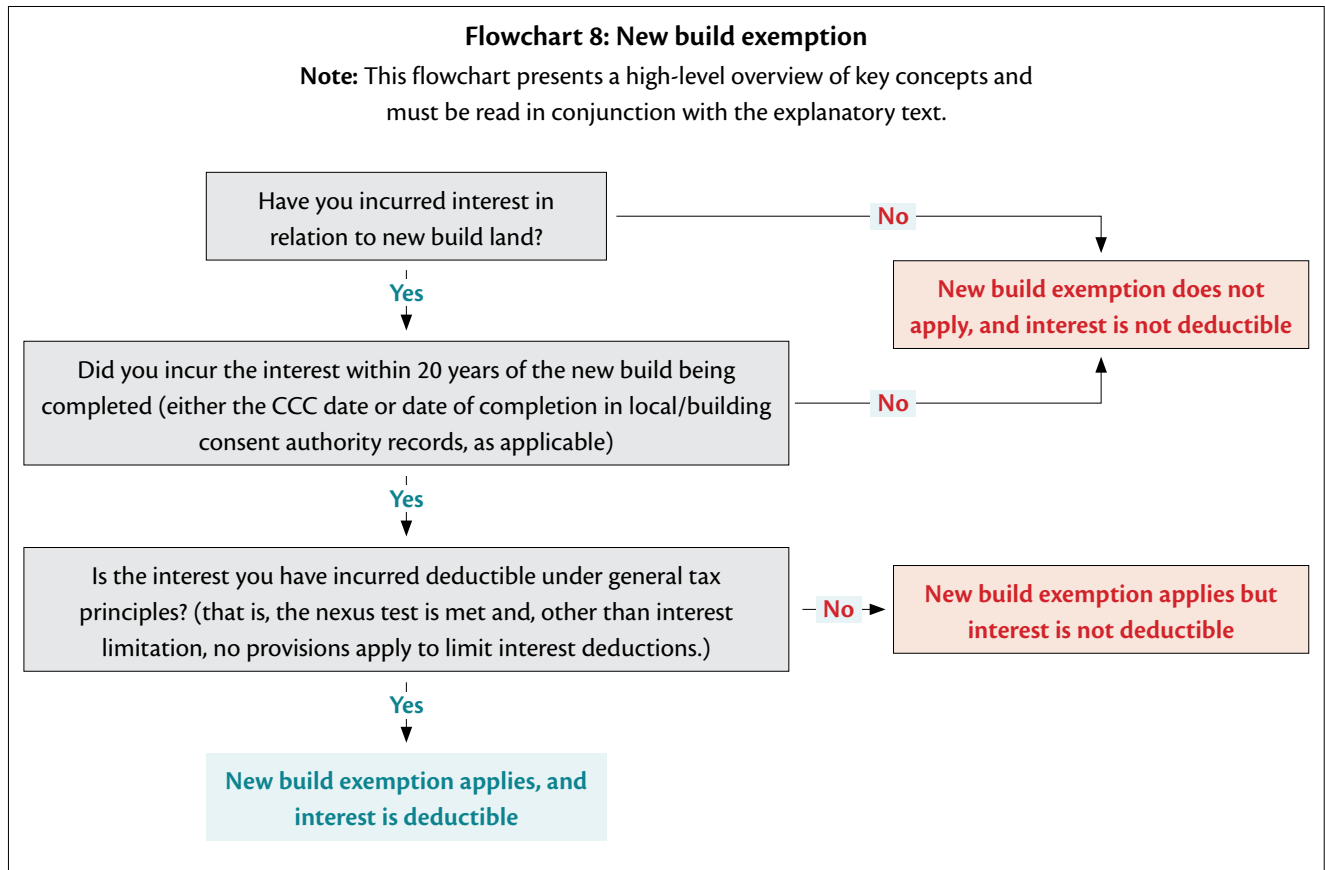 Flowchart 8: New build exemption
Note: This flowchart presents a high-level overview of key concepts and
must be read in conjunction with the explanatory text.
Have you incurred interest in
relation to new build land?
No
Yes
New build exemption does not
apply, and interest is not deductible
Did you incur the interest within 20 years of the new build being
completed (either the CCC date or date of completion in local/building
consent authority records, as applicable)
No
Yes
Is the interest you have incurred deductible under general tax
principles? (that is, the nexus test is met and, other than interest
limitation, no provisions apply to limit interest deductions.)
No
New build exemption applies but
interest is not deductible
Yes
New build exemption applies, and
interest is deductible